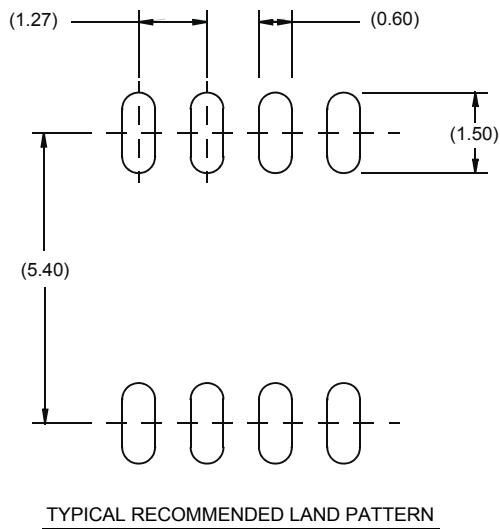 (1.27)
(0.60)
(1.50)
(5.40)
TYPICAL RECOMMENDED LAND PATTERN